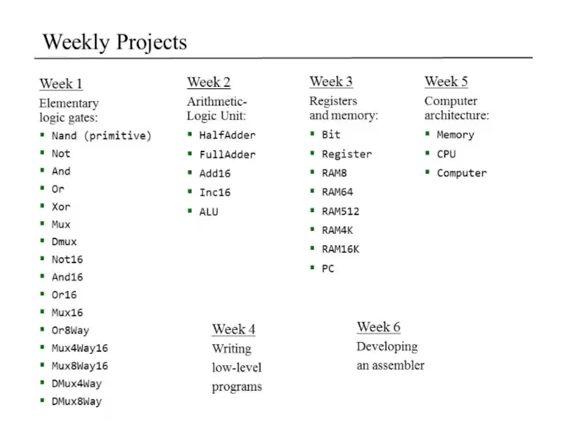 Weekly Projects
Week 1
Elementary
logic gates:
Nand (primitive)
Not
And
Or
Xor
Mux
Dmux
Not16
And16
Or16
Mux16
Or8Way
Mux4Way16
Mux8Way16
DMux4Way
DMux8Way
Week 2
Arithmetic-
Logic Unit:
HalfAdder
FullAdder
Add16
Inc16
ALU
Week 3
Registers
and memory:
Bit
Register
RAM8
RAM64
RAM512
RAM4K
RAM16K
PC
Week 5
Computer
architecture:
Memory
CPU
Computer
Week 4
Writing
low-level
programs
Week 6
Developing
an assembler